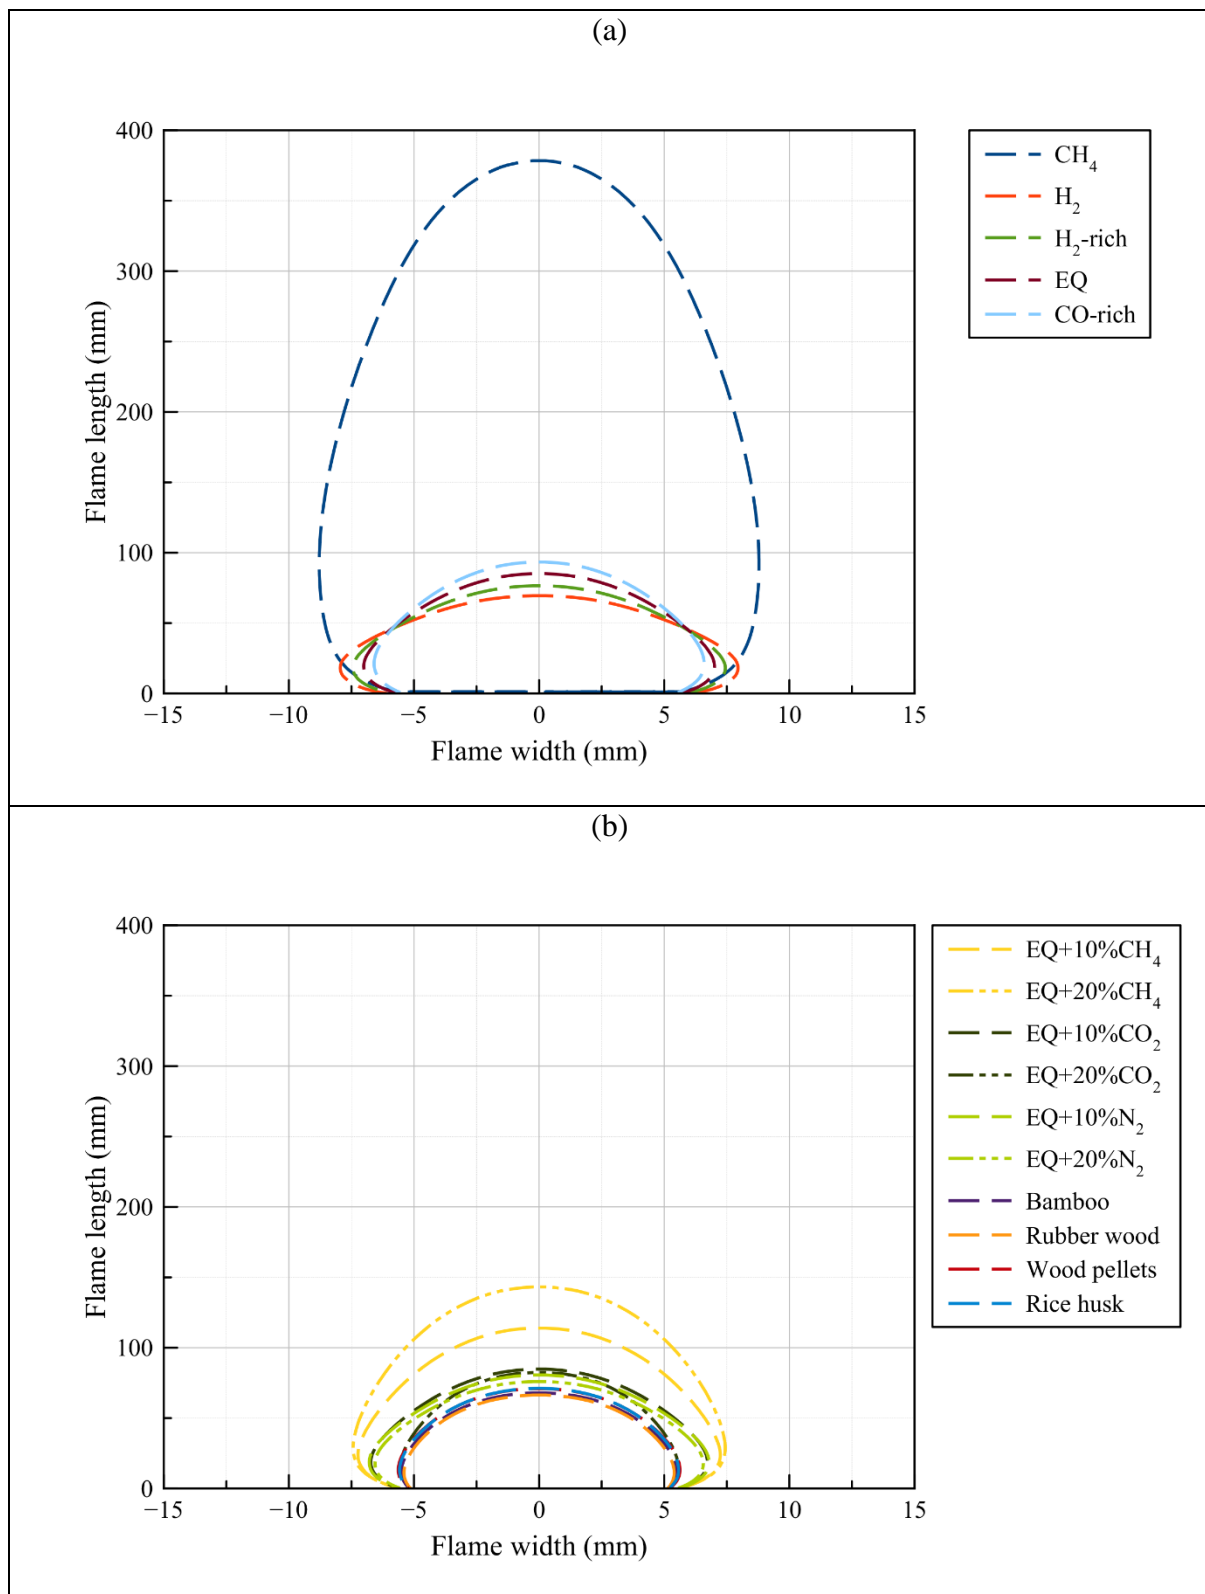 (a)
400
300
200
100
0
Flame length (mm)
−15
−10
−5
0
5
10
15
Flame width (mm)
CH₄
H₂
H₂-rich
EQ
CO-rich
(b)
400
300
200
100
0
Flame length (mm)
−15
−10
−5
0
5
10
15
Flame width (mm)
EQ+10%CH₄
EQ+20%CH₄
EQ+10%CO₂
EQ+20%CO₂
EQ+10%N₂
EQ+20%N₂
Bamboo
Rubber wood
Wood pellets
Rice husk